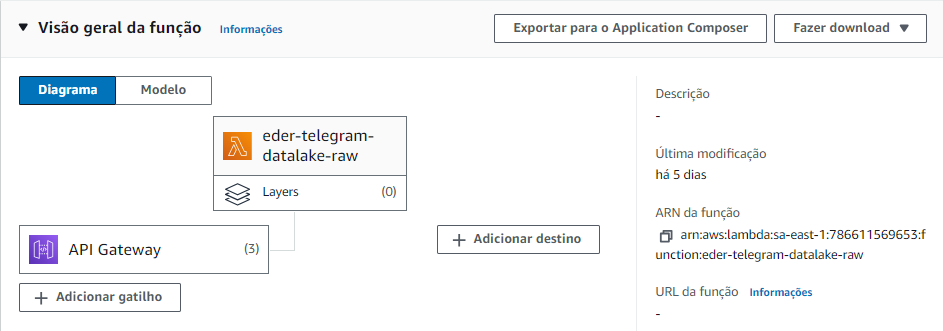 Visão geral da função Informações
Exportar para o Application Composer
Fazer download
Diagrama
Modelo
eder-telegram-
datalake-raw
Layers (0)
API Gateway (3)
Adicionar gatilho
Adicionar destino
Descrição
-
Última modificação
há 5 dias
ARN da função
arn:aws:lambda:sa-east-1:786611569653:f
unction:eder-telegram-datalake-raw
URL da função Informações
-